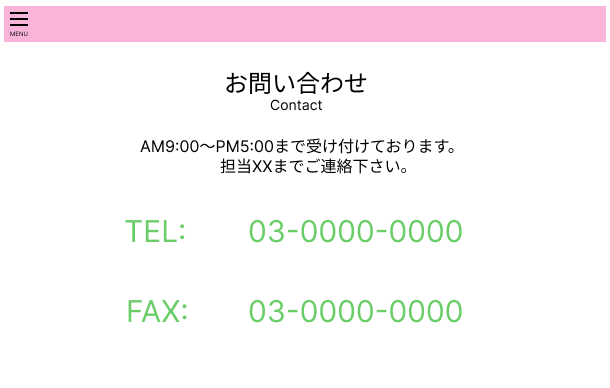 MENU
お問い合わせ
Contact
AM9:00～PM5:00まで受け付けております。
担当XXまでご連絡下さい。
TEL: 03-0000-0000
FAX: 03-0000-0000